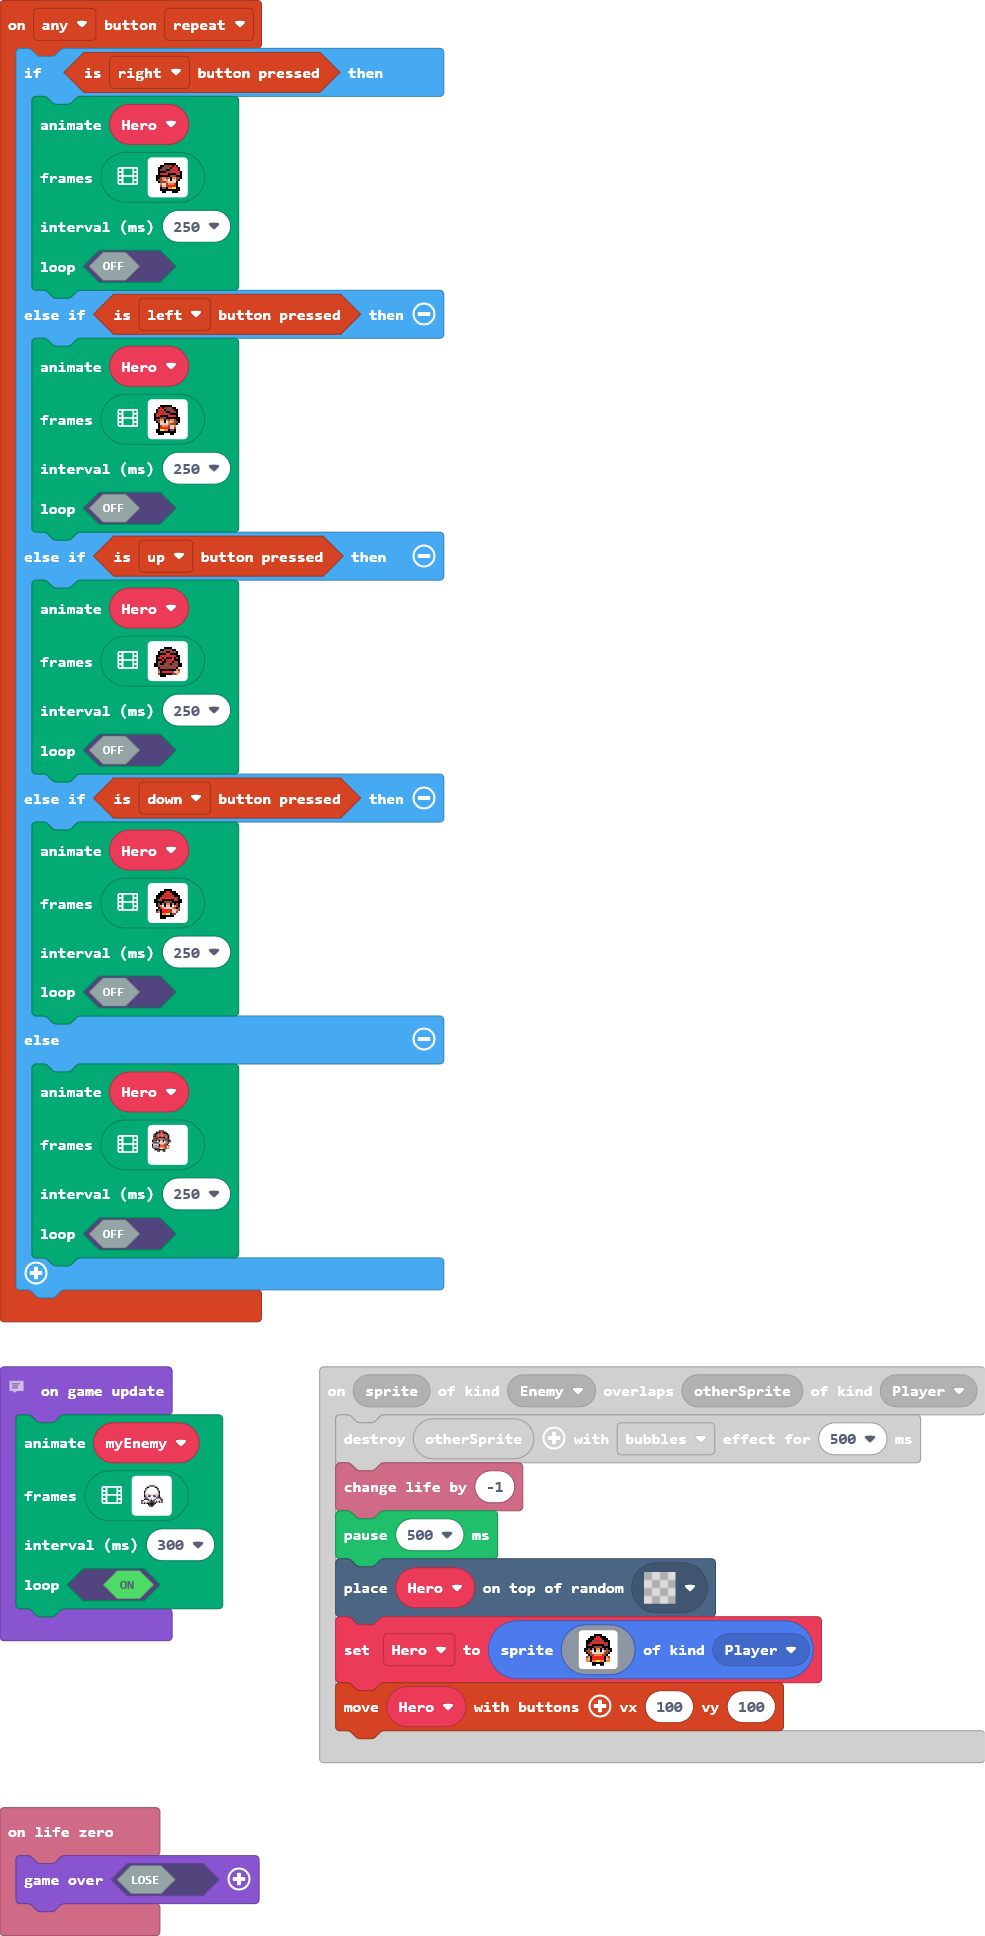 on any button repeat
if is right button pressed then
animate Hero
frames
interval (ms) 250
loop OFF
else if is left button pressed then
animate Hero
frames
interval (ms) 250
loop OFF
else if is up button pressed then
animate Hero
frames
interval (ms) 250
loop OFF
else if is down button pressed then
animate Hero
frames
interval (ms) 250
loop OFF
else
animate Hero
frames
interval (ms) 250
loop OFF
on game update
animate myEnemy
frames
interval (ms) 300
loop ON
on sprite of kind Enemy overlaps otherSprite of kind Player
destroy otherSprite with bubbles effect for 500 ms
change life by -1
pause 500 ms
place Hero on top of random
set Hero to sprite of kind Player
move Hero with buttons vx 100 vy 100
on life zero
game over LOSE